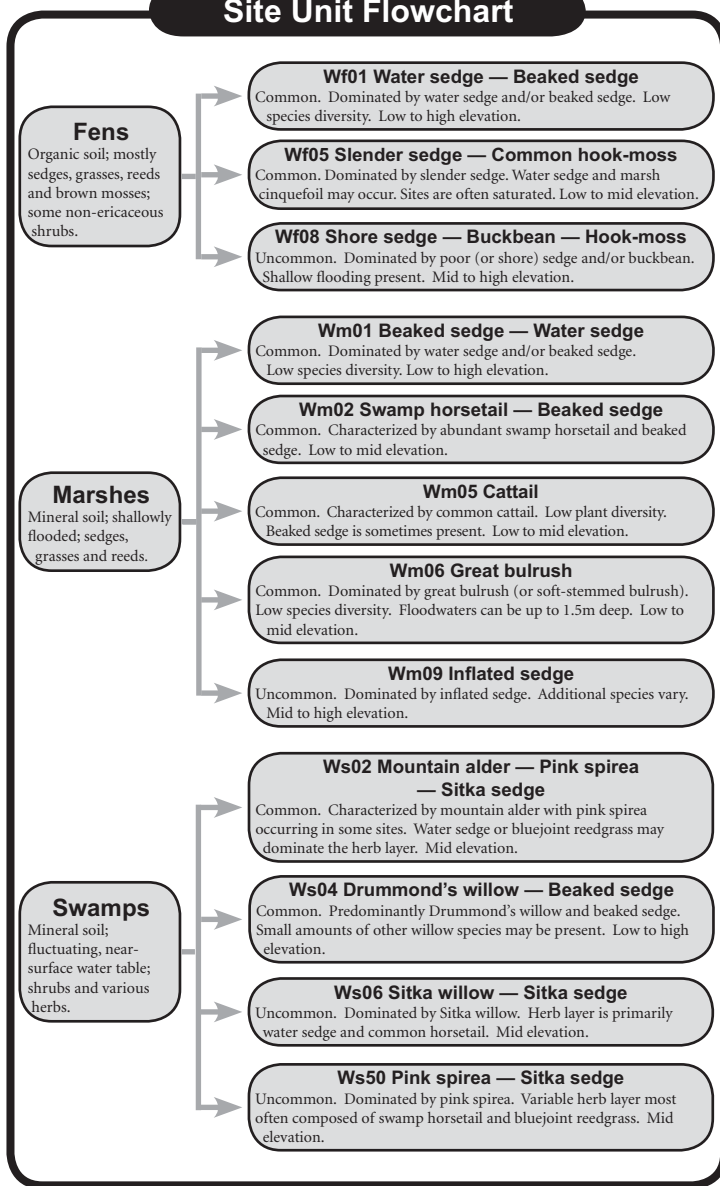 Site Unit Flowchart
Fens
Organic soil; mostly
sedges, grasses, reeds
and brown mosses;
some non-ericaceous
shrubs.
Wf01 Water sedge — Beaked sedge
Common. Dominated by water sedge and/or beaked sedge. Low
species diversity. Low to high elevation.
Wf05 Slender sedge — Common hook-moss
Common. Dominated by slender sedge. Water sedge and marsh
cinquefoil may occur. Sites are often saturated. Low to mid elevation.
Wf08 Shore sedge — Buckbean — Hook-moss
Uncommon. Dominated by poor (or shore) sedge and/or buckbean.
Shallow flooding present. Mid to high elevation.
Marshes
Mineral soil; shallowly
flooded; sedges,
grasses and reeds.
Wm01 Beaked sedge — Water sedge
Common. Dominated by water sedge and/or beaked sedge.
Low species diversity. Low to high elevation.
Wm02 Swamp horsetail — Beaked sedge
Common. Characterized by abundant swamp horsetail and beaked
sedge. Low to mid elevation.
Wm05 Cattail
Common. Characterized by common cattail. Low plant diversity.
Beaked sedge is sometimes present. Low to mid elevation.
Wm06 Great bulrush
Common. Dominated by great bulrush (or soft-stemmed bulrush).
Low species diversity. Floodwaters can be up to 1.5m deep. Low to
mid elevation.
Wm09 Inflated sedge
Uncommon. Dominated by inflated sedge. Additional species vary.
Mid to high elevation.
Swamps
Mineral soil;
fluctuating, near-
surface water table;
shrubs and various
herbs.
Ws02 Mountain alder — Pink spirea
— Sitka sedge
Common. Characterized by mountain alder with pink spirea
occurring in some sites. Water sedge or bluejoint reedgrass may
dominate the herb layer. Mid elevation.
Ws04 Drummond's willow — Beaked sedge
Common. Predominantly Drummond's willow and beaked sedge.
Small amounts of other willow species may be present. Low to high
elevation.
Ws06 Sitka willow — Sitka sedge
Uncommon. Dominated by Sitka willow. Herb layer is primarily
water sedge and common horsetail. Mid elevation.
Ws50 Pink spirea — Sitka sedge
Uncommon. Dominated by pink spirea. Variable herb layer most
often composed of swamp horsetail and bluejoint reedgrass. Mid
elevation.